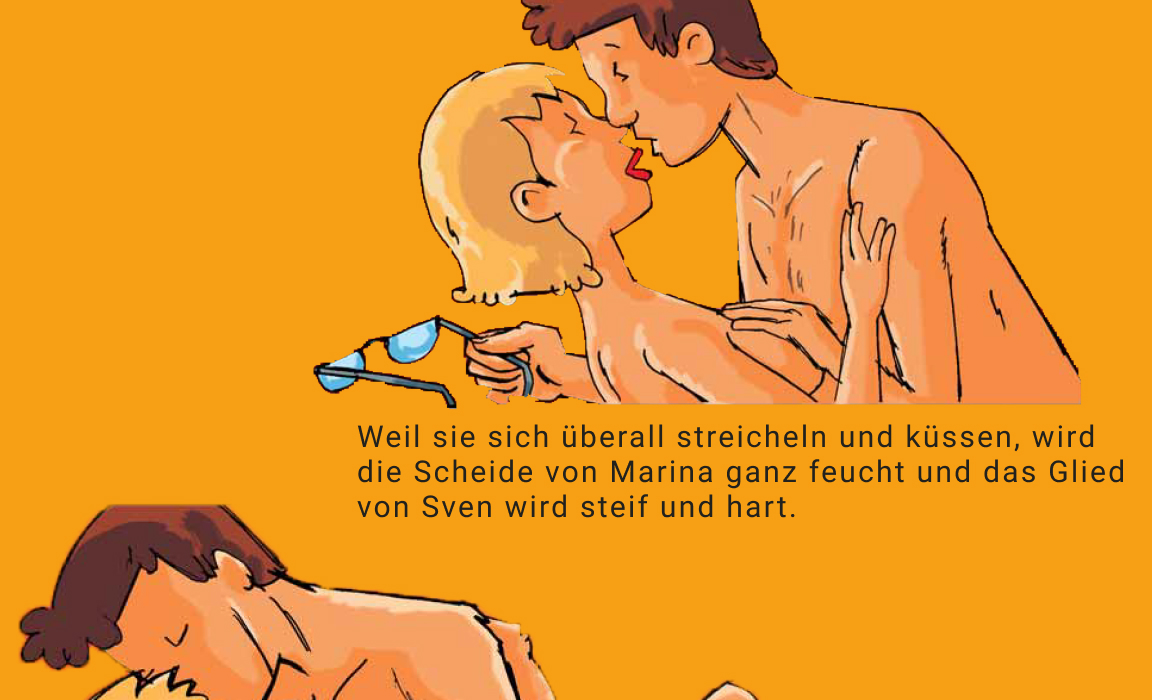 Weil sie sich überall streicheln und küssen, wird
die Scheide von Marina ganz feucht und das Glied
von Sven wird steif und hart.